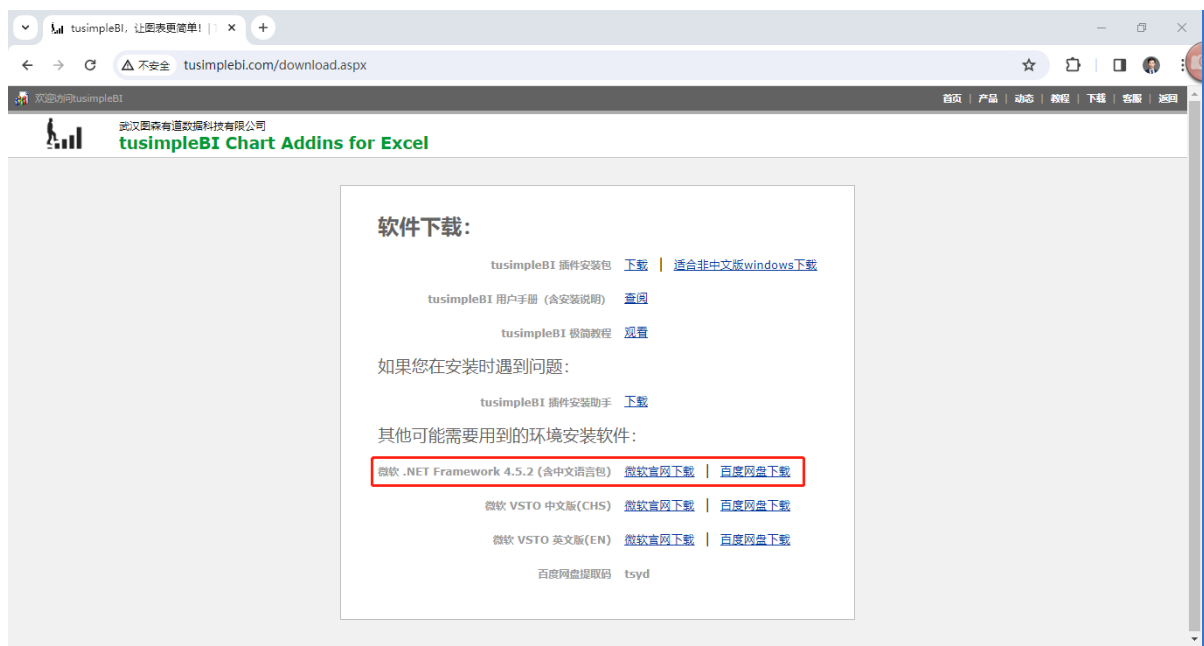 tusimpleBI，让图表更简单！|
不安全 tusimplebi.com/download.aspx
欢迎访问tusimpleBI 首页 | 产品 | 动态 | 教程 | 下载 | 客服 | 返回
武汉图森有道数据科技有限公司
tusimpleBI Chart Addins for Excel
软件下载：
tusimpleBI 插件安装包 下载 | 适合非中文版windows下载
tusimpleBI 用户手册（含安装说明） 查阅
tusimpleBI 极简教程 观看
如果您在安装时遇到问题：
tusimpleBI 插件安装助手 下载
其他可能需要用到的环境安装软件：
微软 .NET Framework 4.5.2 (含中文语言包) 微软官网下载 | 百度网盘下载
微软 VSTO 中文版(CHS) 微软官网下载 | 百度网盘下载
微软 VSTO 英文版(EN) 微软官网下载 | 百度网盘下载
百度网盘提取码 tsyd